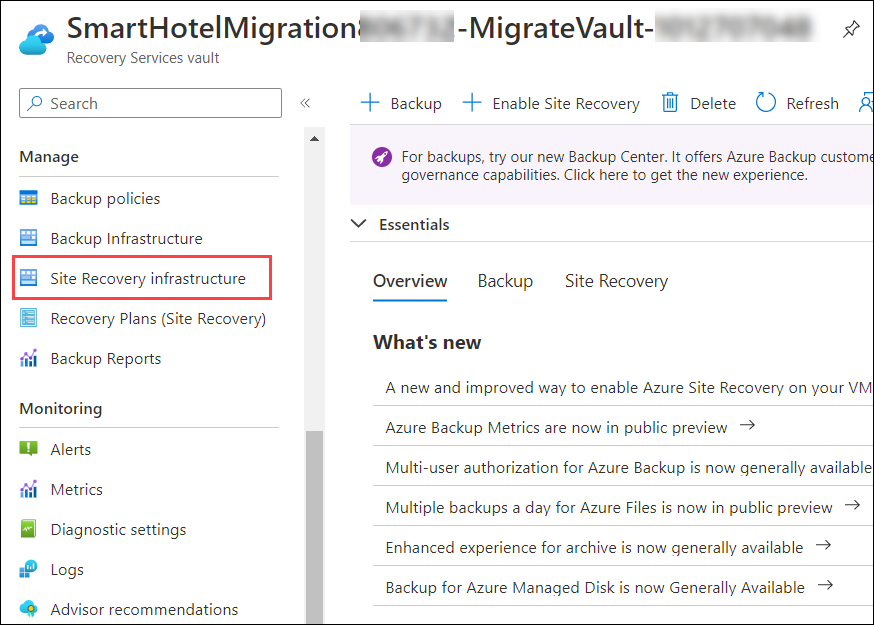 SmartHotelMigration -MigrateVault-
Recovery Services vault
Search
Manage
Backup policies
Backup Infrastructure
Site Recovery infrastructure
Recovery Plans (Site Recovery)
Backup Reports
Monitoring
Alerts
Metrics
Diagnostic settings
Logs
Advisor recommendations
Backup
Enable Site Recovery
Delete
Refresh
For backups, try our new Backup Center. It offers Azure Backup custome
governance capabilities. Click here to get the new experience.
Essentials
Overview Backup Site Recovery
What's new
A new and improved way to enable Azure Site Recovery on your VM
Azure Backup Metrics are now in public preview →
Multi-user authorization for Azure Backup is now generally available
Multiple backups a day for Azure Files is now in public preview →
Enhanced experience for archive is now generally available →
Backup for Azure Managed Disk is now Generally Available →